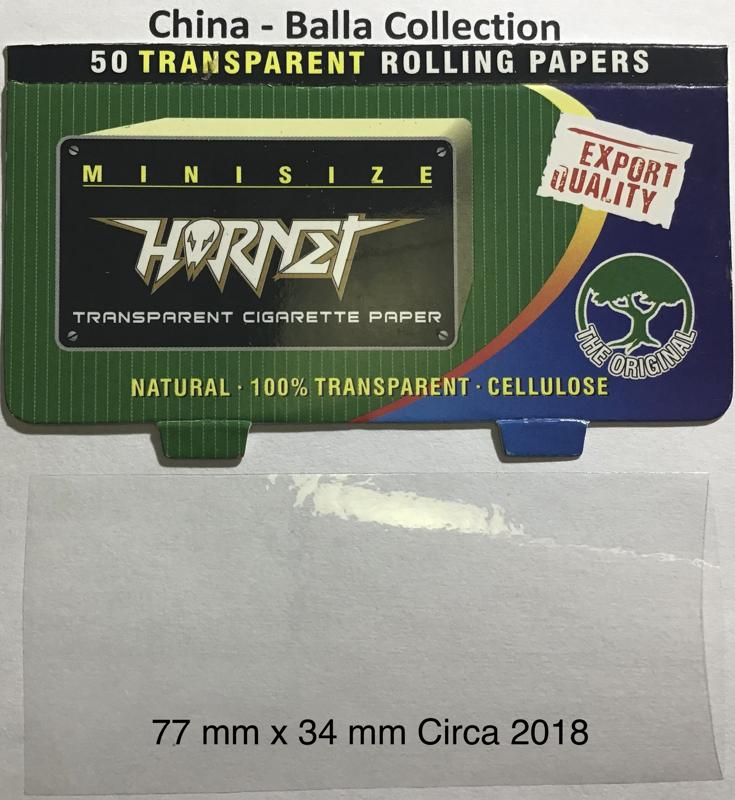 China - Balla Collection
50 TRANSPARENT ROLLING PAPERS
MINISIZE
HORNET
TRANSPARENT CIGARETTE PAPER
EXPORT
QUALITY
THE ORIGINAL
NATURAL · 100% TRANSPARENT · CELLULOSE
77 mm x 34 mm Circa 2018